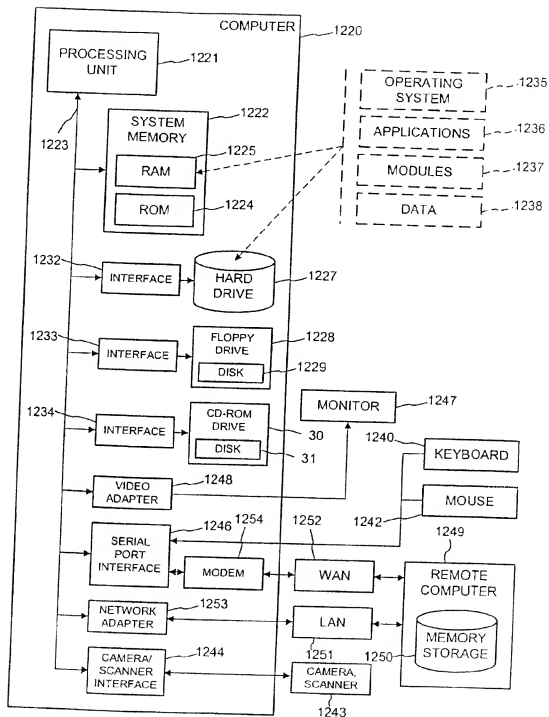 COMPUTER
1220
PROCESSING
UNIT
1221
1223
SYSTEM
MEMORY
1222
1225
RAM
1224
ROM
OPERATING
SYSTEM
1235
APPLICATIONS
1236
MODULES
1237
DATA
1238
1232
INTERFACE
HARD
DRIVE
1227
1233
INTERFACE
FLOPPY
DRIVE
1228
DISK
1229
1234
INTERFACE
CD-ROM
DRIVE
30
DISK
31
MONITOR
1247
1240
KEYBOARD
MOUSE
1242
VIDEO
ADAPTER
1248
1246
SERIAL
PORT
INTERFACE
1254
MODEM
1252
WAN
1249
REMOTE
COMPUTER
MEMORY
STORAGE
1250
NETWORK
ADAPTER
1253
LAN
1251
CAMERA/
SCANNER
INTERFACE
1244
CAMERA,
SCANNER
1243